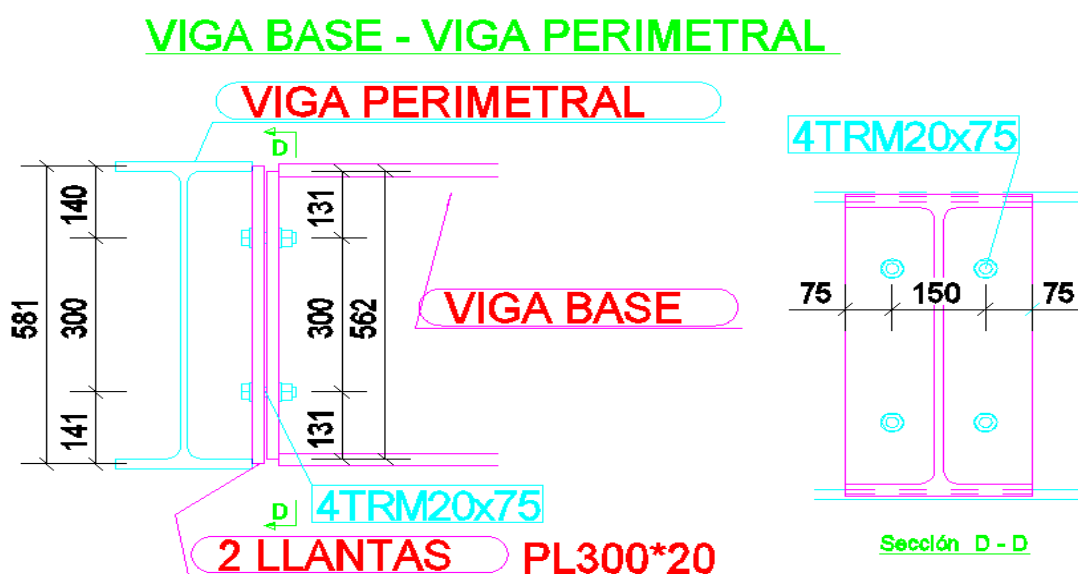 VIGA BASE - VIGA PERIMETRAL
VIGA PERIMETRAL
D
4TRM20x75
140
131
581
300
300
562
VIGA BASE
75
150
75
141
131
4TRM20x75
D
2 LLANTAS PL300*20
Sección D - D